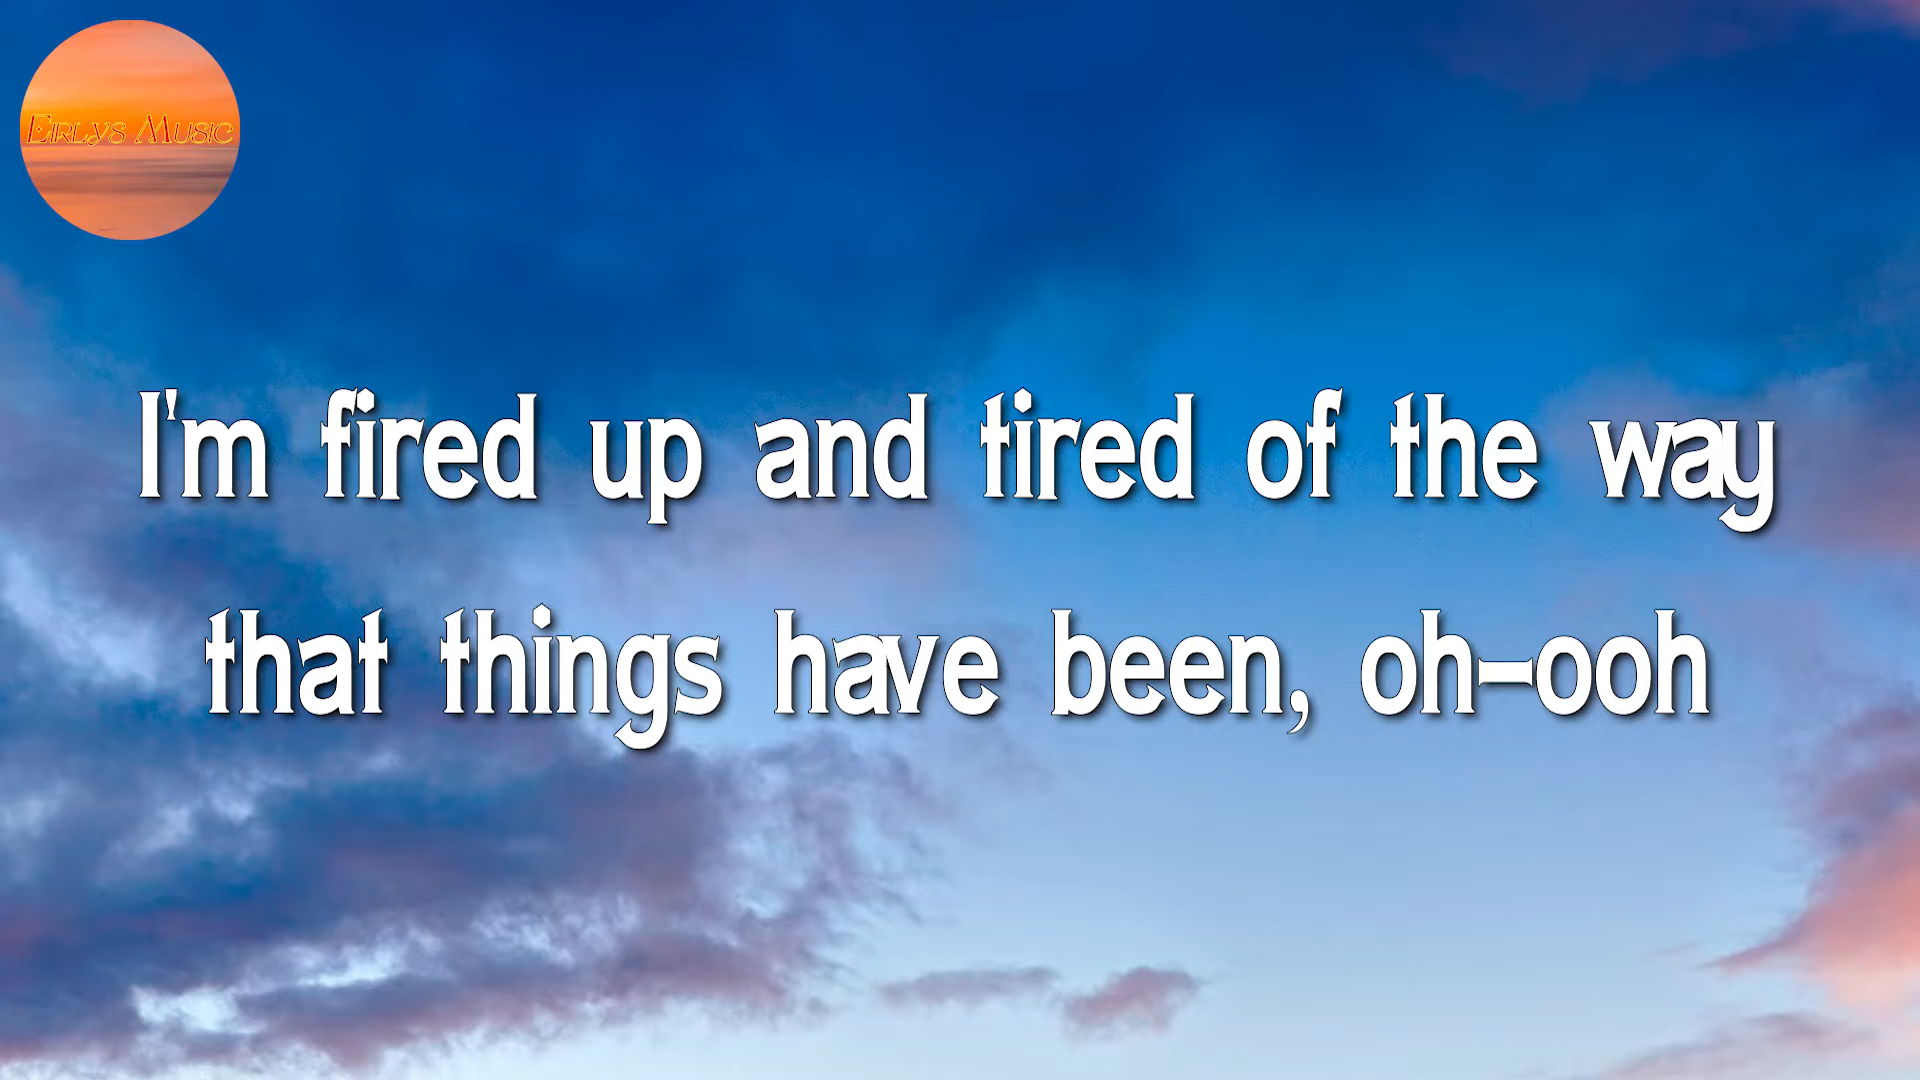 Eirlys Music
I'm fired up and tired of the way
that things have been, oh-ooh